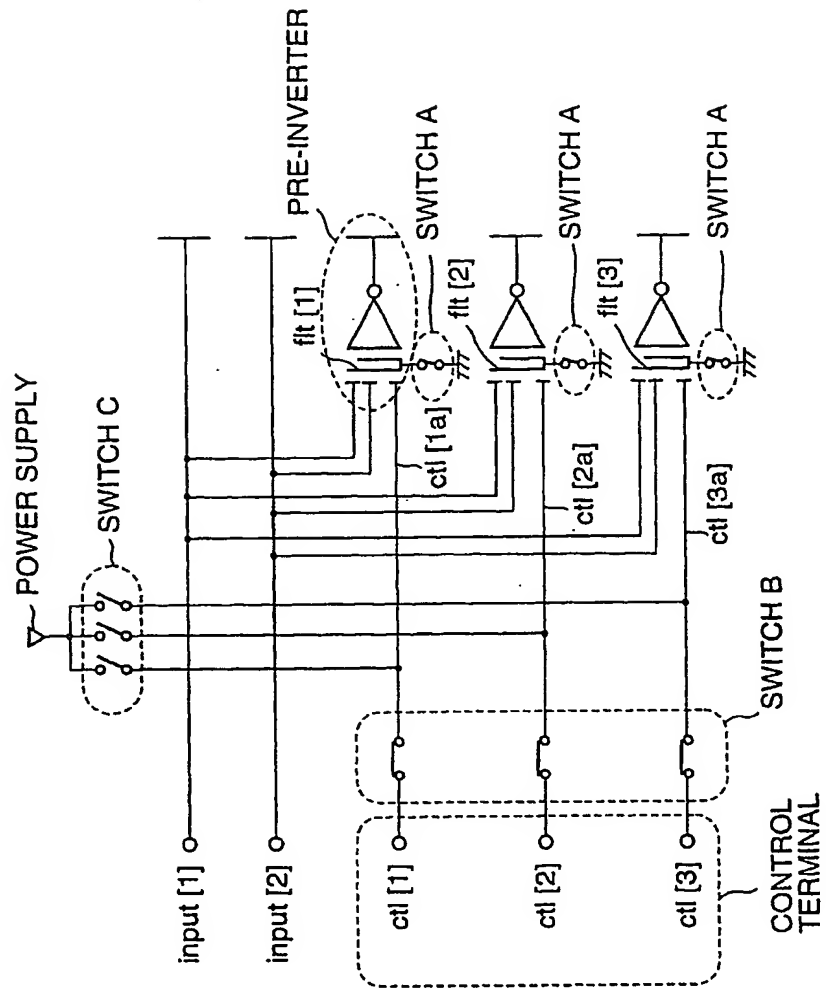 POWER SUPPLY
SWITCH C
input [1]
input [2]
ctl [1]
ctl [2]
ctl [3]
CONTROL
TERMINAL
SWITCH B
ctl [1a]
ctl [2a]
ctl [3a]
flt [1]
flt [2]
flt [3]
PRE-INVERTER
SWITCH A
SWITCH A
SWITCH A